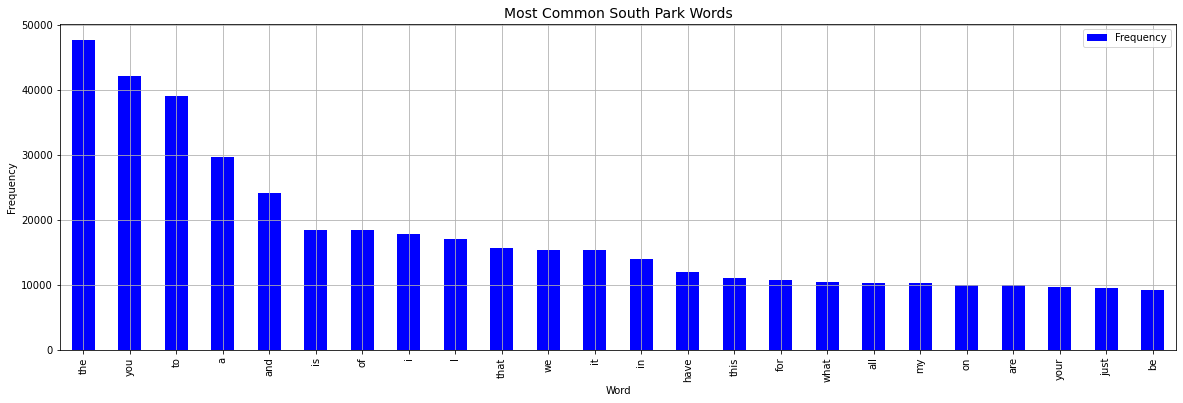 Most Common South Park Words
Frequency
50000
40000
30000
20000
10000
0
Frequency
the
you
to
a
and
is
of
i
I
that
we
it
in
have
this
for
what
all
my
on
are
your
just
be
Word